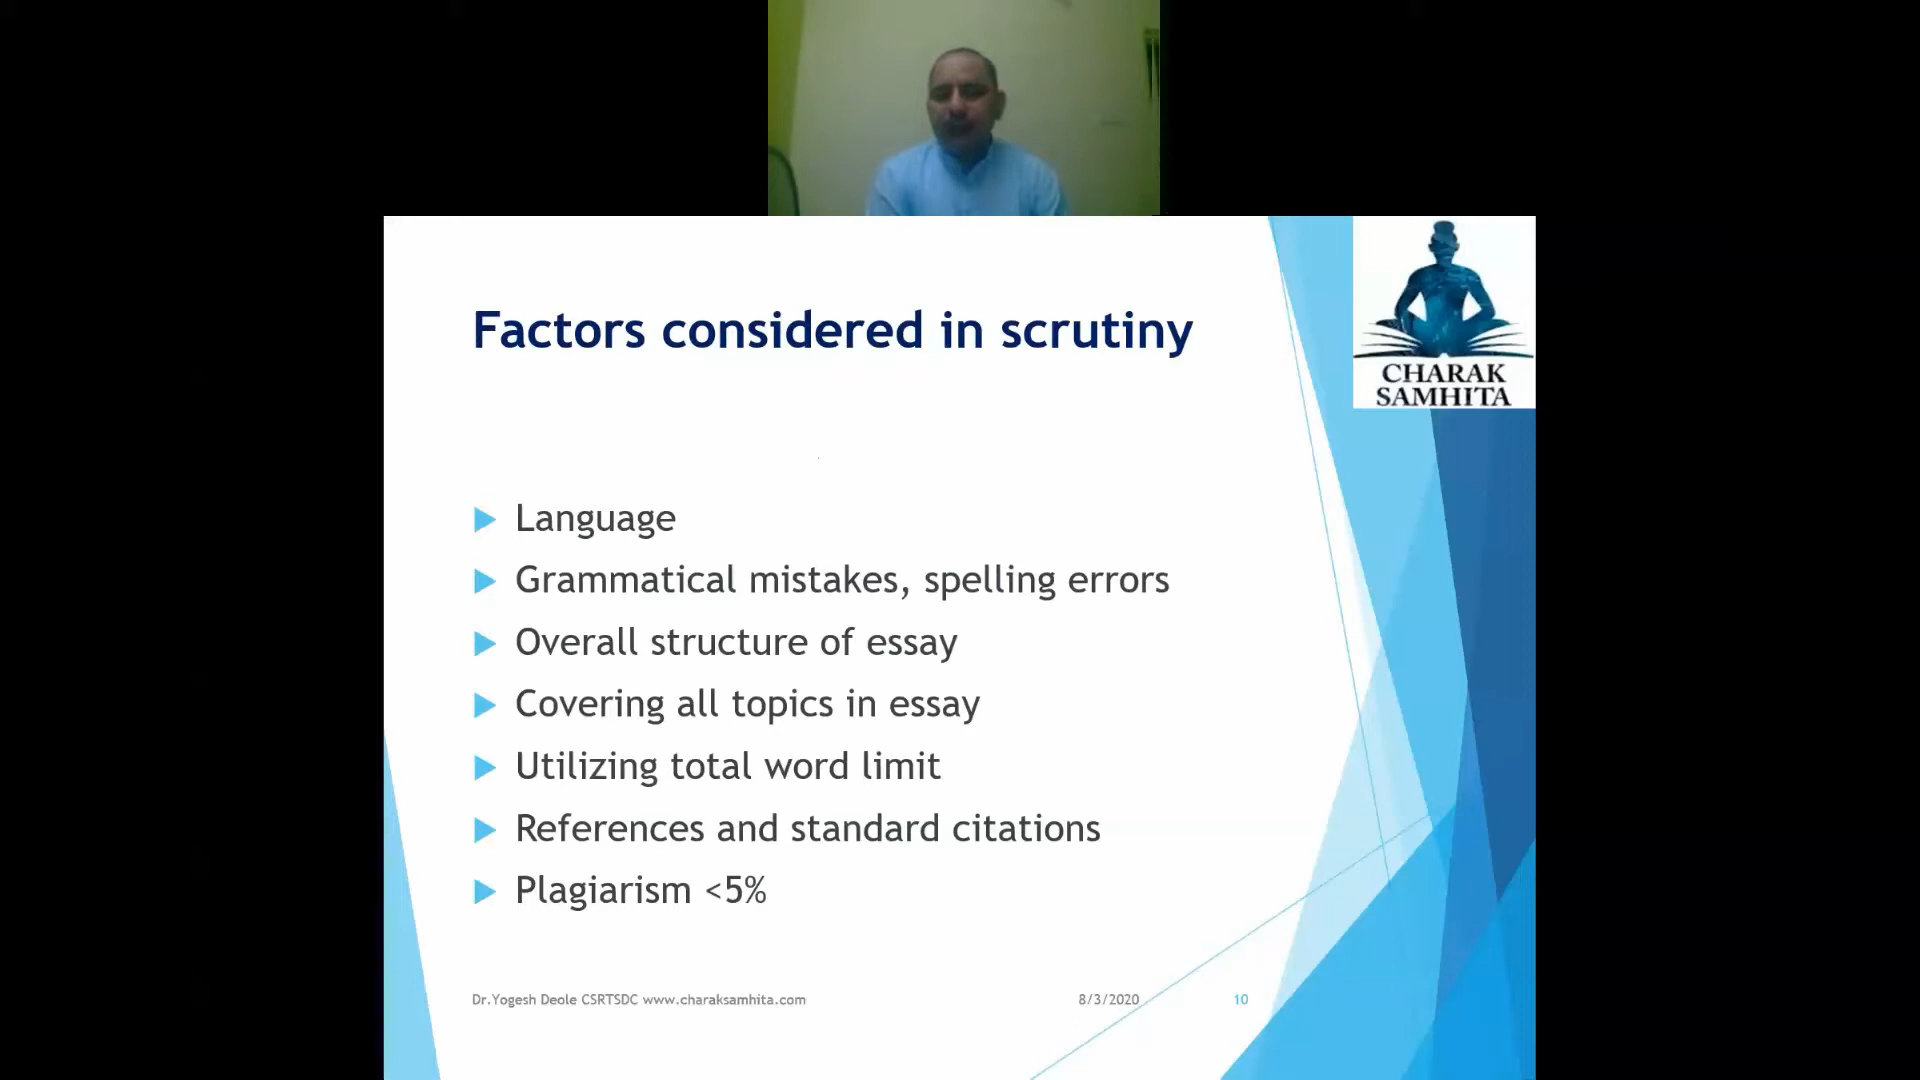 CHARAK
SAMHITA
Factors considered in scrutiny
Language
Grammatical mistakes, spelling errors
Overall structure of essay
Covering all topics in essay
Utilizing total word limit
References and standard citations
Plagiarism <5%
Dr.Yogesh Deole CSRTSDC www.charaksamhita.com 8/3/2020 10